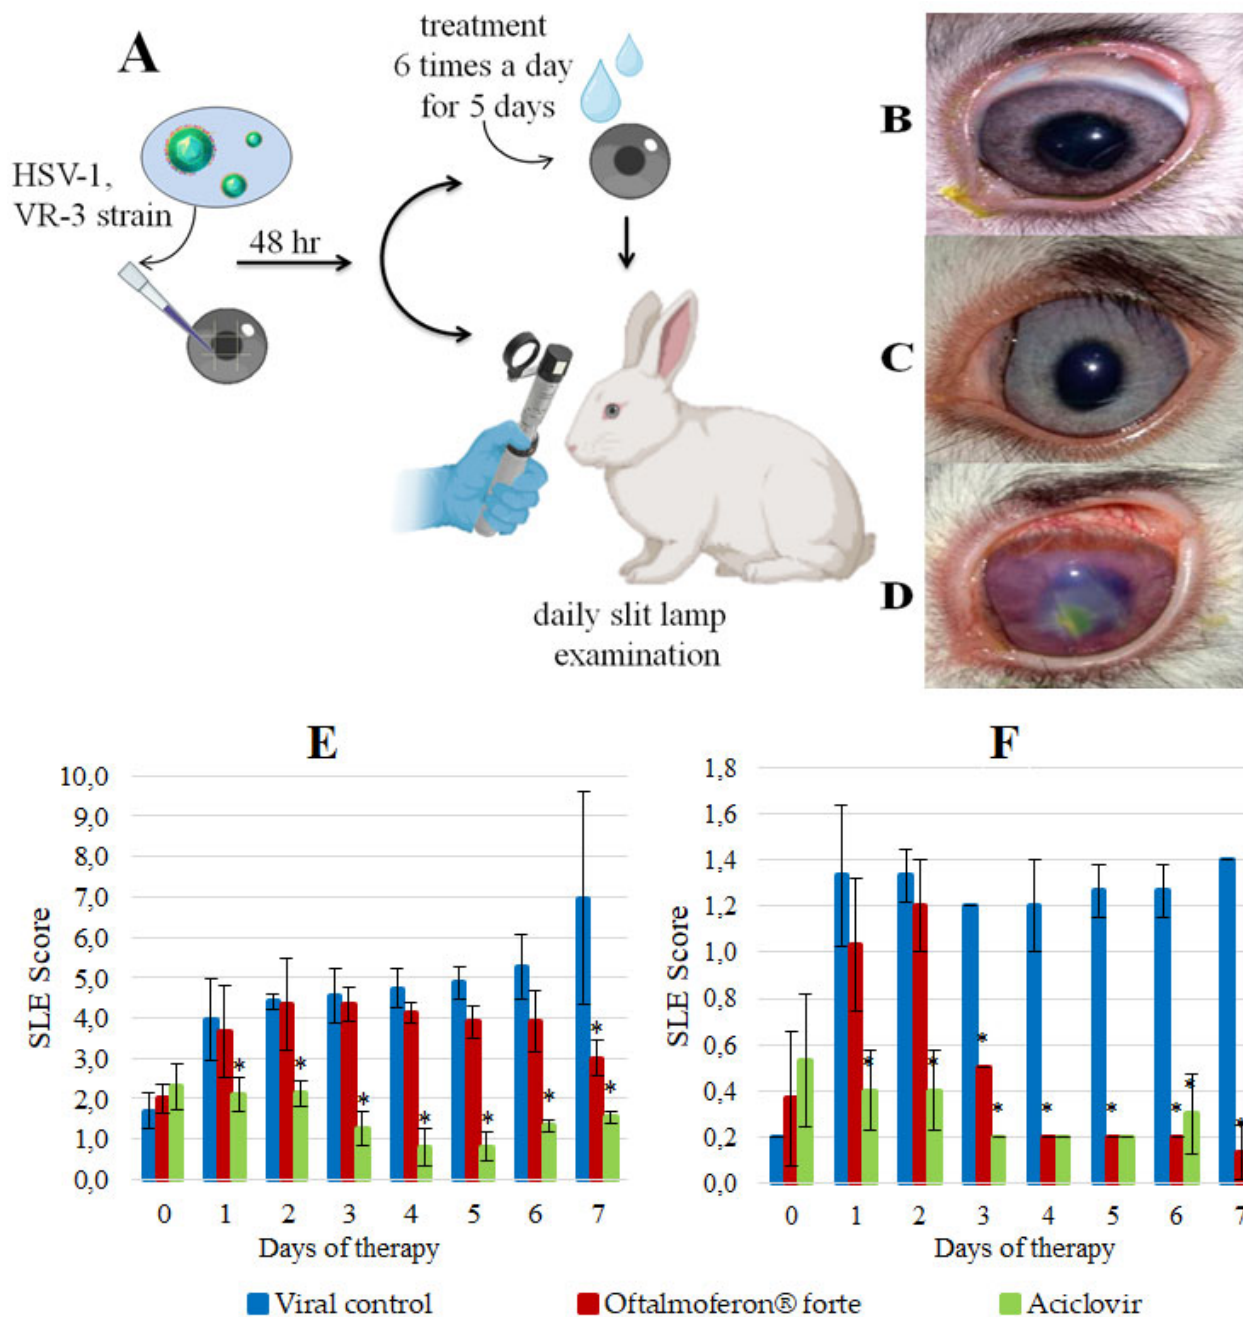 A
treatment
6 times a day
for 5 days
HSV-1,
VR-3 strain
48 hr
daily slit lamp
examination
B
C
D
E
10,0
9,0
8,0
7,0
6,0
5,0
4,0
3,0
2,0
1,0
0,0
SLE Score
* * * * * * * *
0 1 2 3 4 5 6 7
Days of therapy
F
1,8
1,6
1,4
1,2
1,0
0,8
0,6
0,4
0,2
0,0
SLE Score
* * * * * * * * *
0 1 2 3 4 5 6 7
Days of therapy
Viral control
Oftalmoferon® forte
Aciclovir